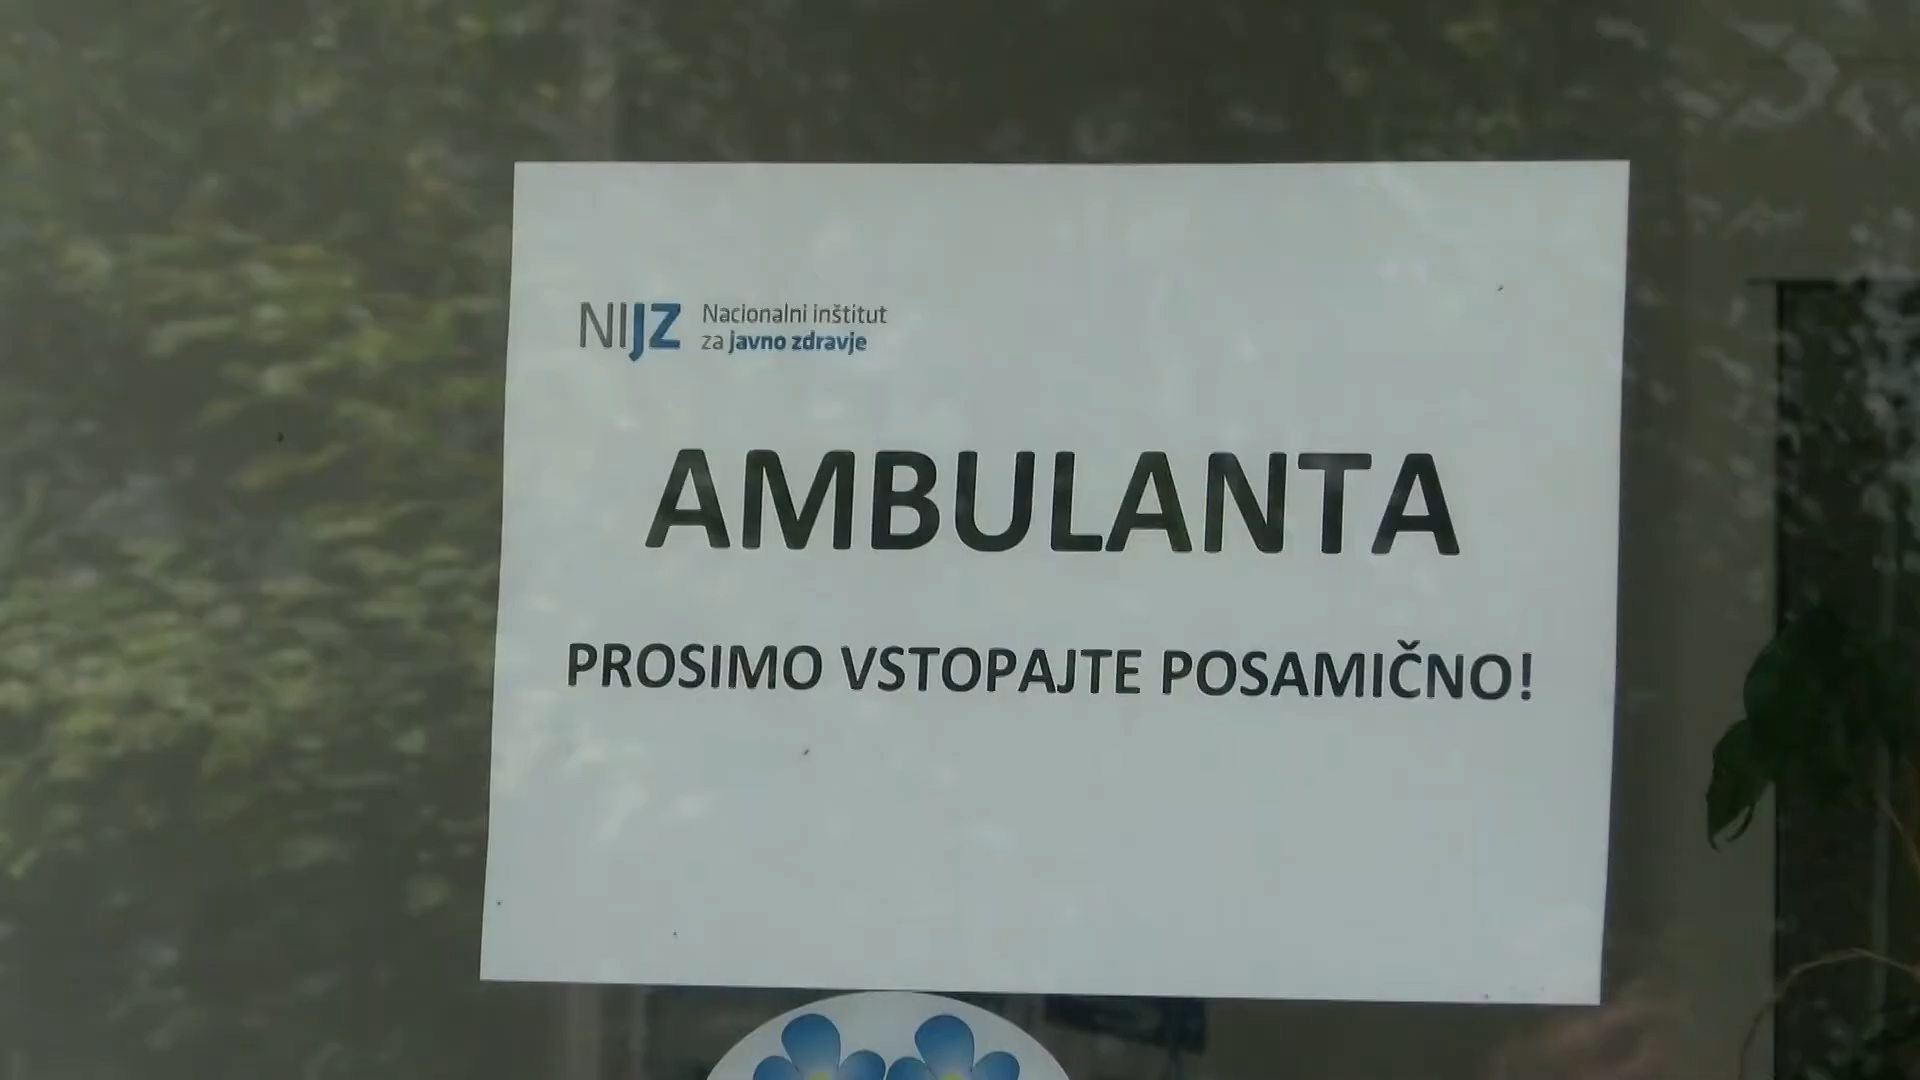 NIJZ
Nacionalni inštitut
za javno zdravje
AMBULANTA
PROSIMO VSTOPAJTE POSAMIČNO!